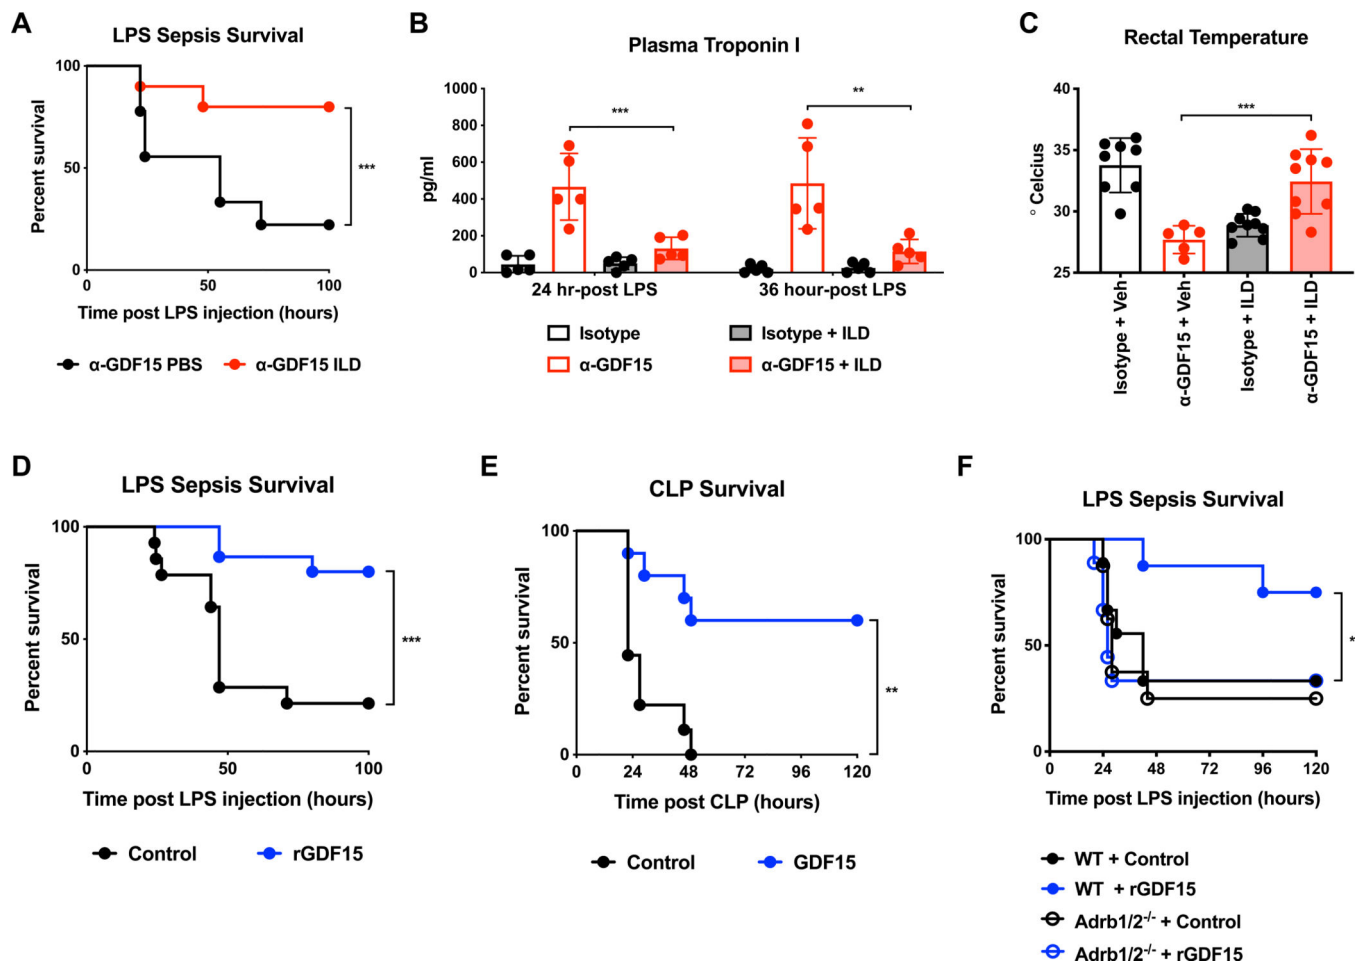 A
LPS Sepsis Survival
Percent survival
100
50
0
0 50 100
***
Time post LPS injection (hours)
α-GDF15 PBS α-GDF15 ILD
B
Plasma Troponin I
pg/ml
1000
800
600
400
200
0
***
**
24 hr-post LPS 36 hour-post LPS
Isotype Isotype + ILD
α-GDF15 α-GDF15 + ILD
C
Rectal Temperature
° Celcius
40
35
30
25
***
Isotype + Veh
α-GDF15 + Veh
Isotype + ILD
α-GDF15 + ILD
D
LPS Sepsis Survival
Percent survival
100
50
0
0 50 100
***
Time post LPS injection (hours)
Control rGDF15
E
CLP Survival
Percent survival
100
50
0
0 24 48 72 96 120
**
Time post CLP (hours)
Control GDF15
F
LPS Sepsis Survival
Percent survival
100
50
0
0 24 48 72 96 120
*
Time post LPS injection (hours)
WT + Control
WT + rGDF15
Adrb1/2⁻/⁻ + Control
Adrb1/2⁻/⁻ + rGDF15